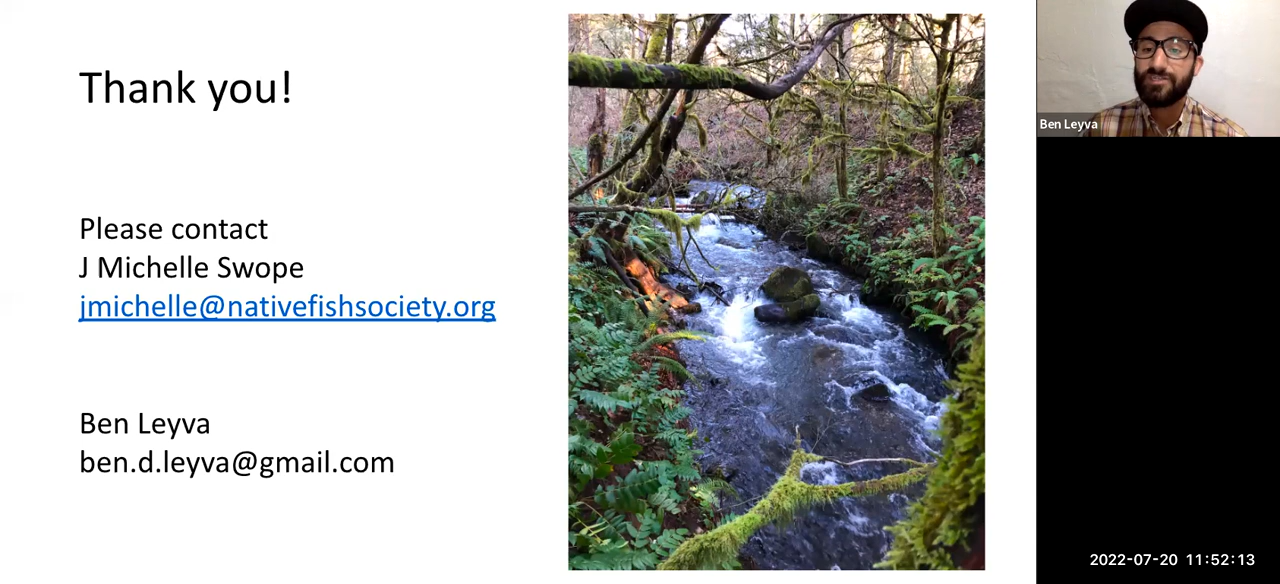 Thank you!
Please contact
J Michelle Swope
jmichelle@nativefishsociety.org
Ben Leyva
ben.d.leyva@gmail.com
Ben Leyva
2022-07-20 11:52:13